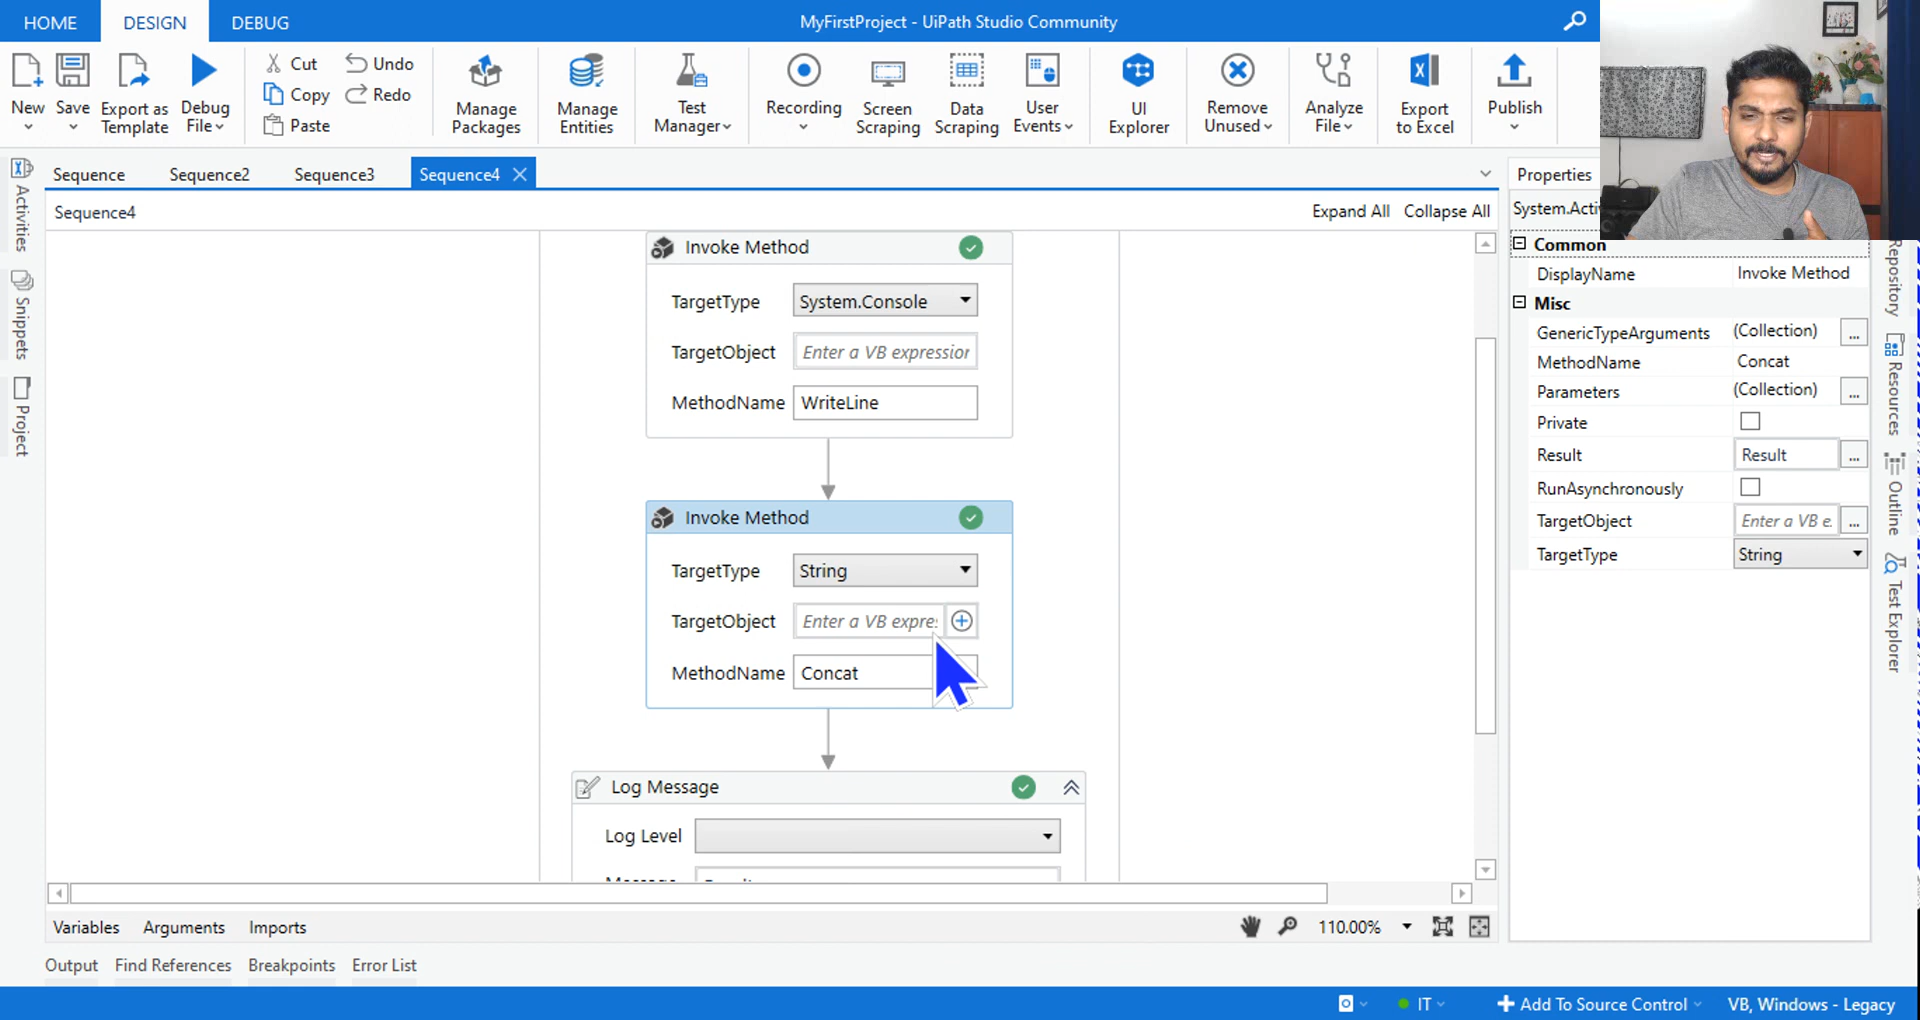 HOME DESIGN DEBUG
MyFirstProject - UiPath Studio Community
New
Save
Export as Template
Debug File
Cut
Copy
Paste
Undo
Redo
Manage Packages
Manage Entities
Test Manager
Recording
Screen Scraping
Data Scraping
User Events
UI Explorer
Remove Unused
Analyze File
Export to Excel
Publish
Sequence Sequence2 Sequence3 Sequence4
Sequence4
Expand All Collapse All
Activities
Snippets
Project
Invoke Method
TargetType System.Console
TargetObject Enter a VB expression
MethodName WriteLine
Invoke Method
TargetType String
TargetObject Enter a VB expres
MethodName Concat
Log Message
Log Level
Properties
System.Acti
Common
DisplayName Invoke Method
Misc
GenericTypeArguments (Collection) ...
MethodName Concat
Parameters (Collection) ...
Private
Result Result ...
RunAsynchronously
TargetObject Enter a VB e. ...
TargetType String
Repository
Resources
Outline
Test Explorer
Variables Arguments Imports
110.00%
Output Find References Breakpoints Error List
IT
Add To Source Control
VB, Windows - Legacy